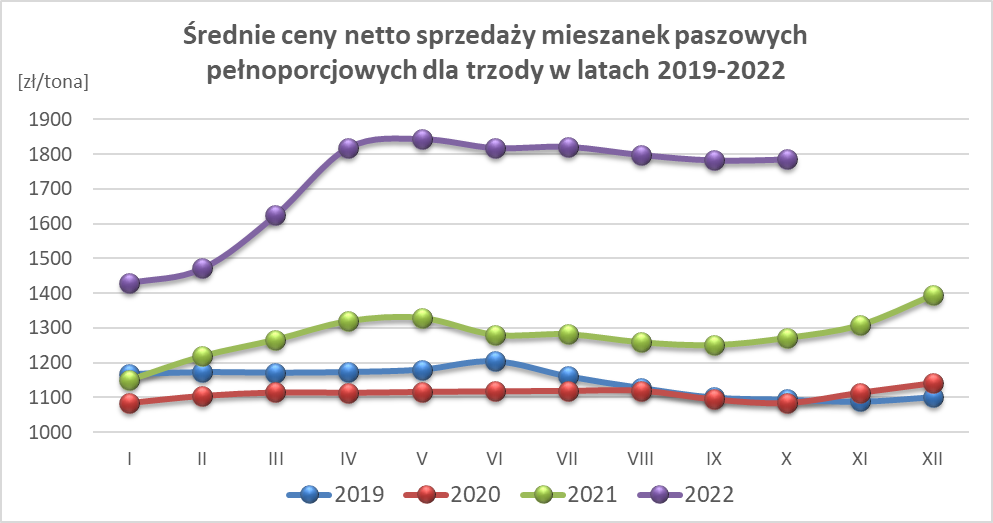 Średnie ceny netto sprzedaży mieszanek paszowych
pełnoporcjowych dla trzody w latach 2019-2022
[zł/tona]
1900
1800
1700
1600
1500
1400
1300
1200
1100
1000
I II III IV V VI VII VIII IX X XI XII
2019 2020 2021 2022